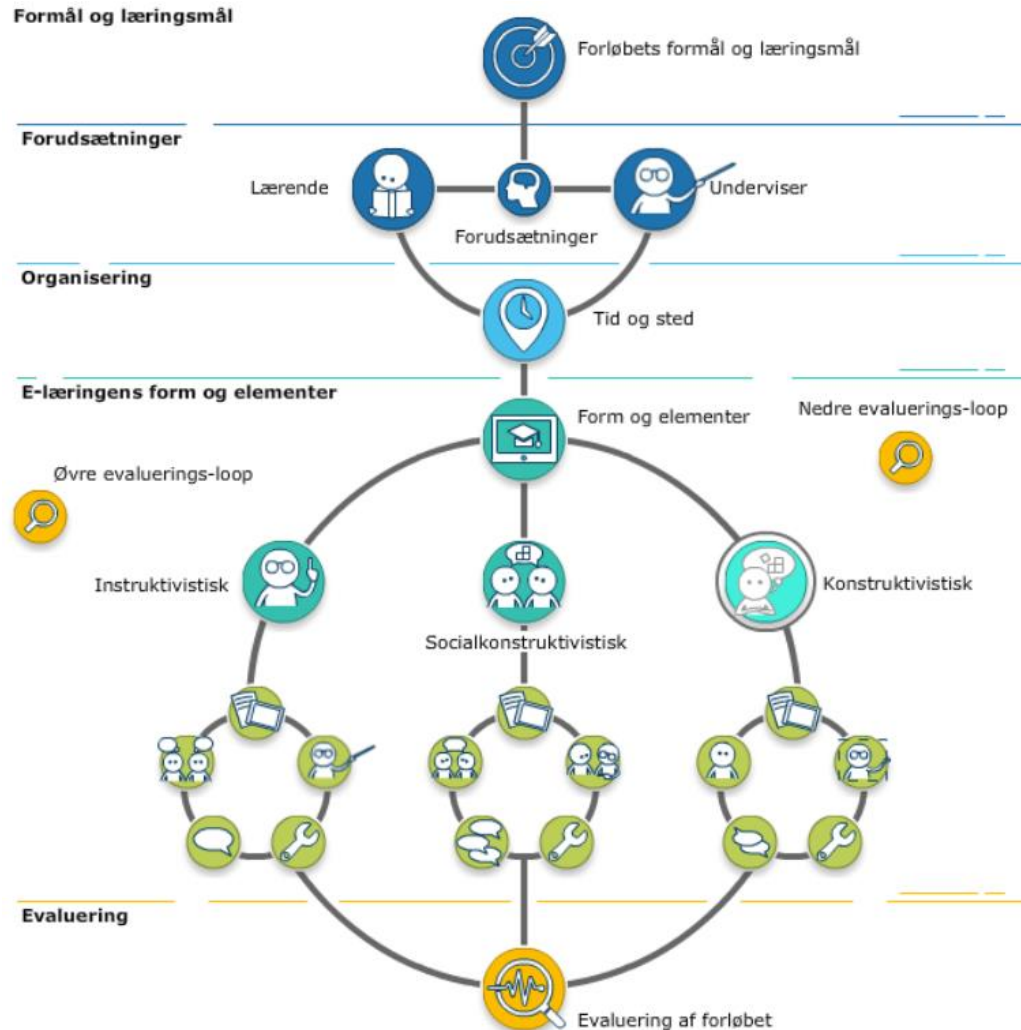 Formål og læringsmål
Forløbets formål og læringsmål
Forudsætninger
Lærende
Underviser
Forudsætninger
Organisering
Tid og sted
E-læringens form og elementer
Form og elementer
Nedre evaluerings-loop
Øvre evaluerings-loop
Instruktivistisk
Konstruktivistisk
Socialkonstruktivistisk
Evaluering
Evaluering af forløbet